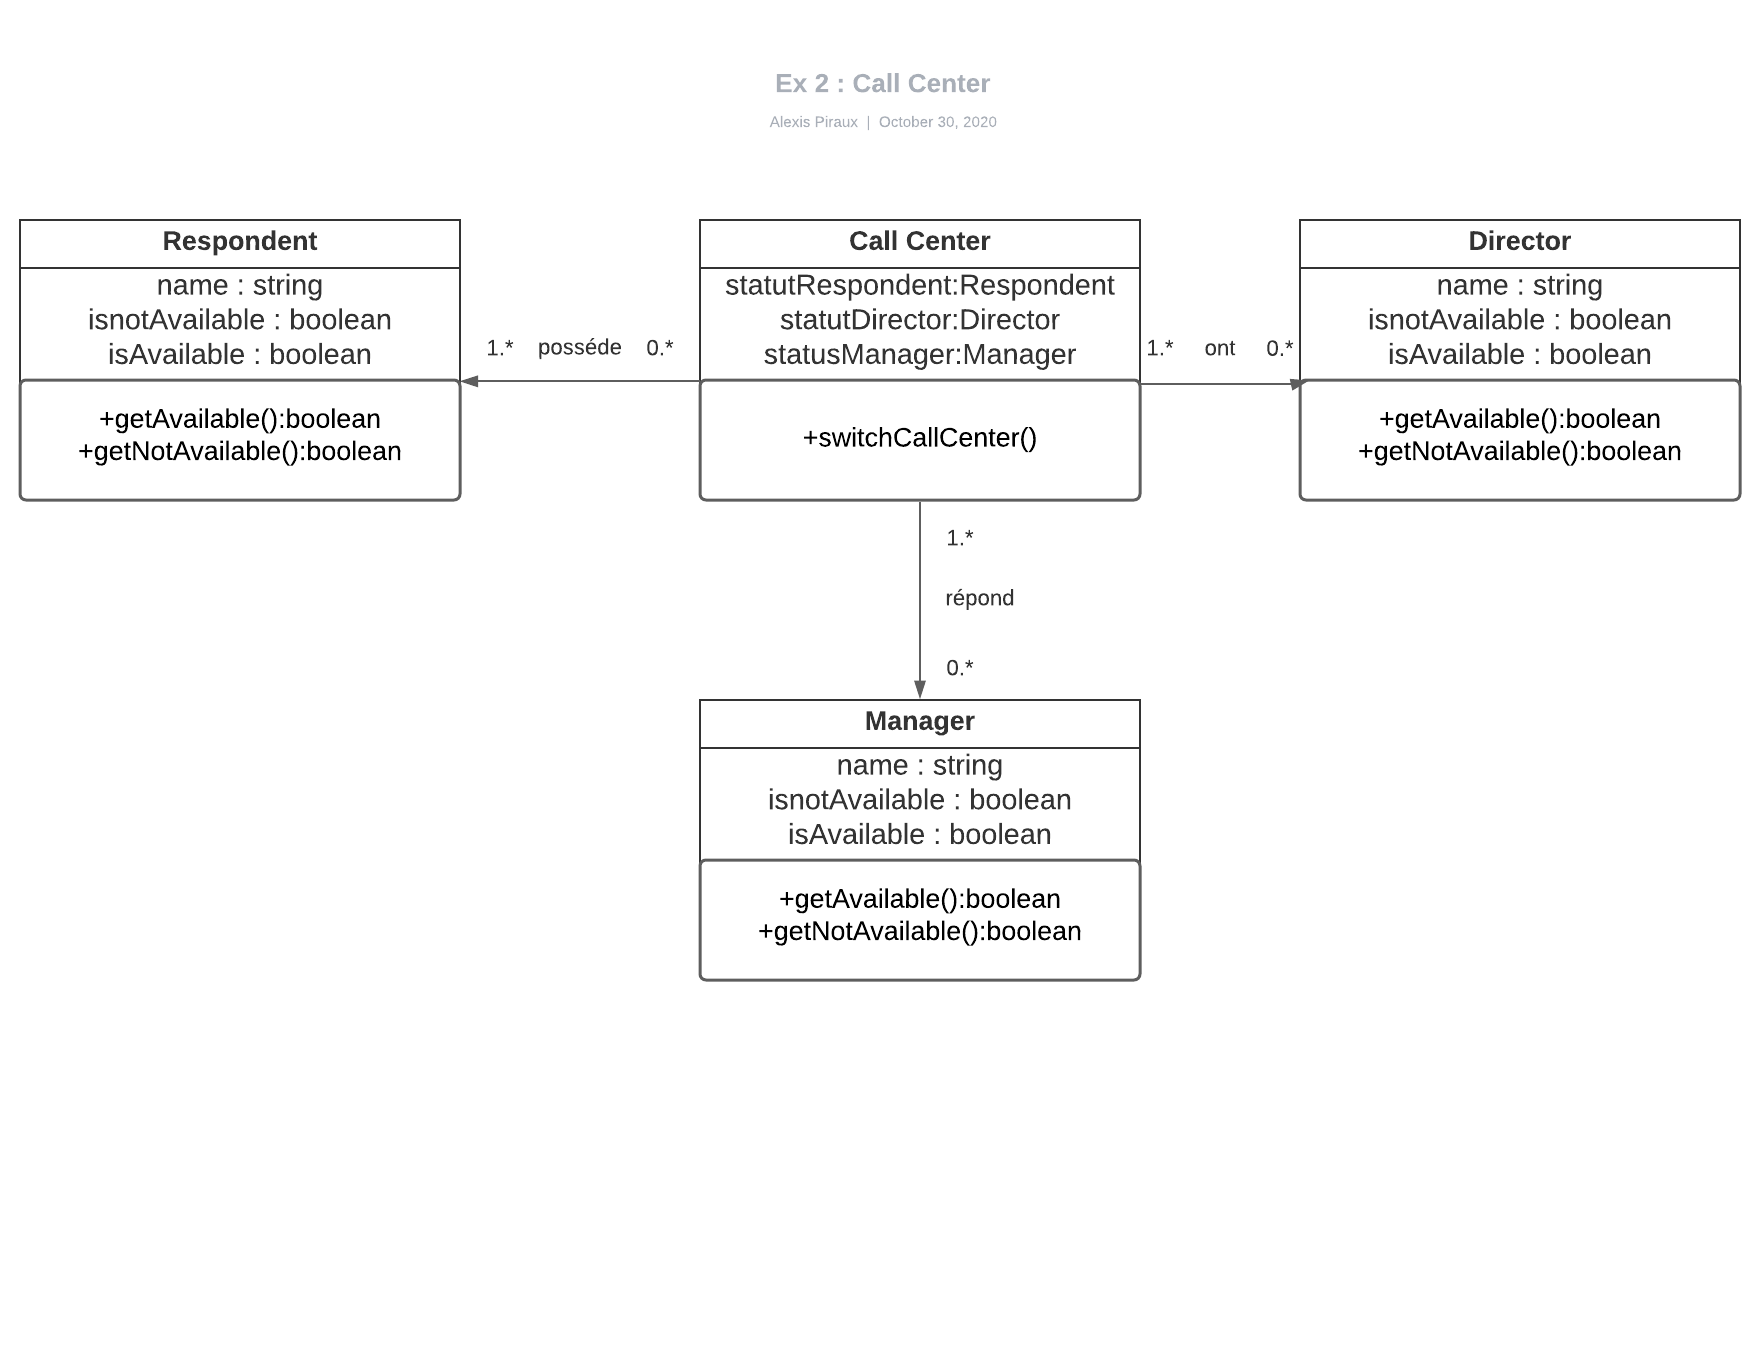 Ex 2 : Call Center
Alexis Piraux | October 30, 2020
Respondent
name : string
isnotAvailable : boolean
isAvailable : boolean
+getAvailable():boolean
+getNotAvailable():boolean
1.* posséde 0.*
Call Center
statutRespondent:Respondent
statutDirector:Director
statusManager:Manager
+switchCallCenter()
1.* ont 0.*
Director
name : string
isnotAvailable : boolean
isAvailable : boolean
+getAvailable():boolean
+getNotAvailable():boolean
1.*
répond
0.*
Manager
name : string
isnotAvailable : boolean
isAvailable : boolean
+getAvailable():boolean
+getNotAvailable():boolean